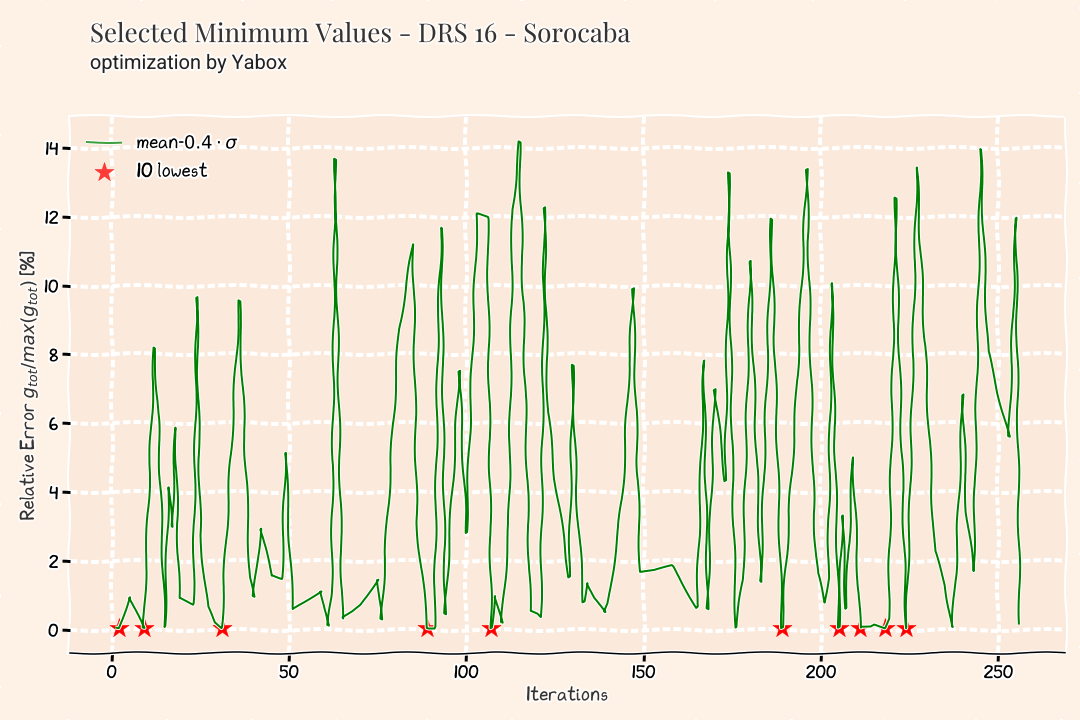 Selected Minimum Values - DRS 16 - Sorocaba
optimization by Yabox
mean-0.4 · σ
10 lowest
Relative Error g_tot/max(g_tot) [%]
14
12
10
8
6
4
2
0
0 50 100 150 200 250
Iterations